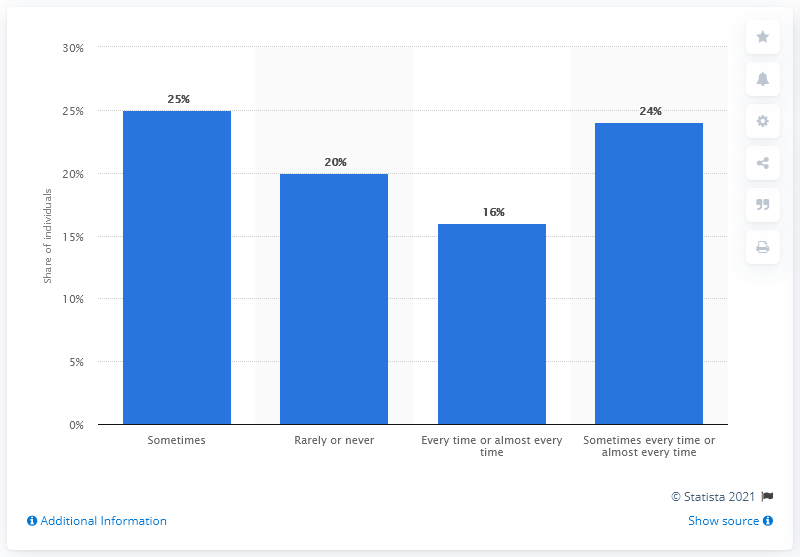 30%
25%
20%
15%
10%
5%
0%
Share of individuals
25%
20%
16%
24%
Sometimes
Rarely or never
Every time or almost every
time
Sometimes every time or
almost every time
© Statista 2021
Additional Information
Show source